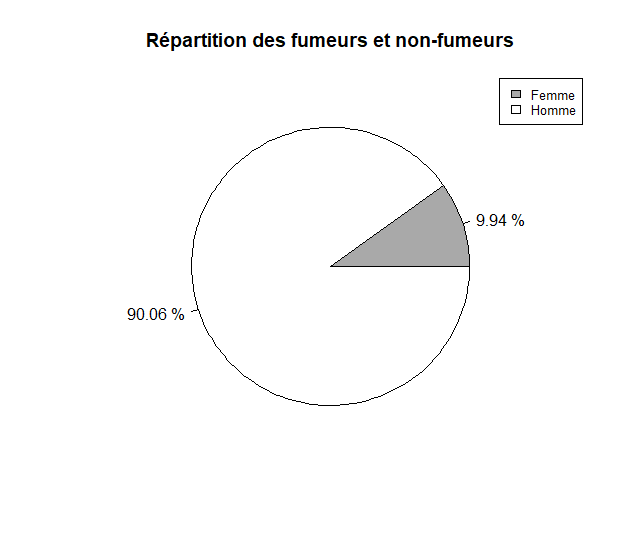 Répartition des fumeurs et non-fumeurs
Femme
Homme
9.94 %
90.06 %